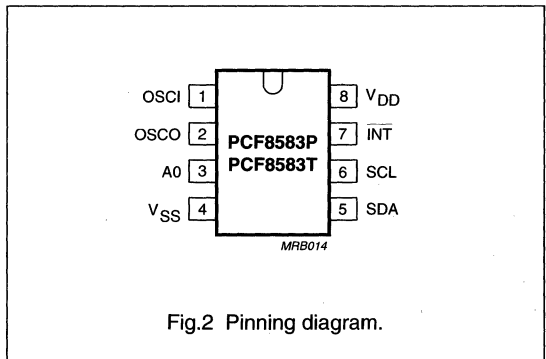 OSCI 1
OSCO 2
A0 3
VSS 4
PCF8583P
PCF8583T
8 VDD
7 INT
6 SCL
5 SDA
MRB014
Fig.2 Pinning diagram.